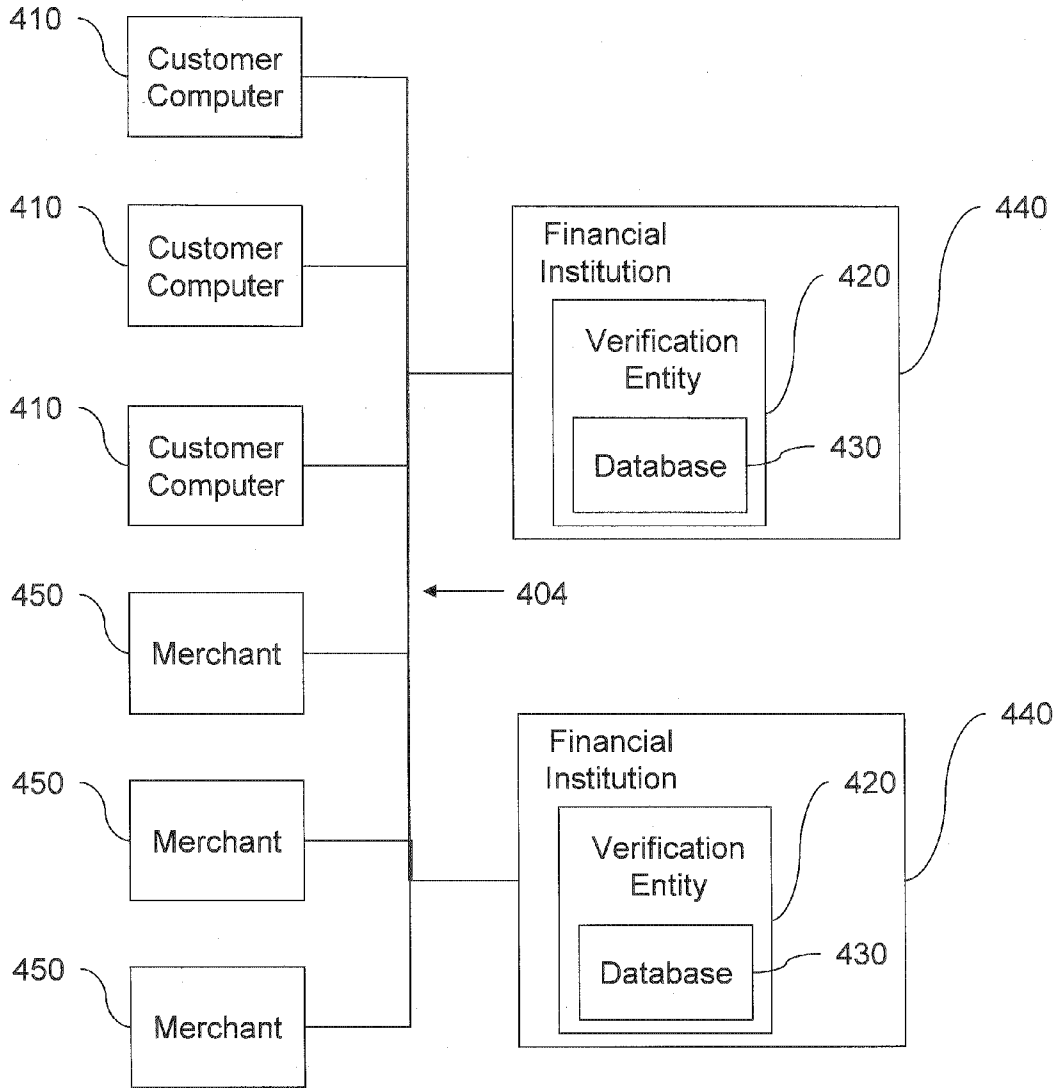 410
Customer
Computer
410
Customer
Computer
410
Customer
Computer
450
Merchant
450
Merchant
450
Merchant
404
Financial
Institution
440
Verification
Entity
420
Database
430
Financial
Institution
440
Verification
Entity
420
Database
430